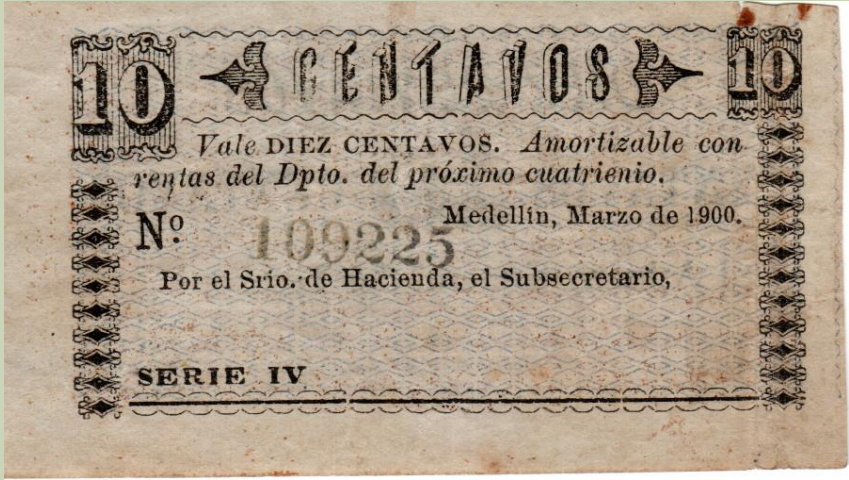 10 CENTAVOS 10
Vale DIEZ CENTAVOS. Amortizable con
rentas del Dpto. del próximo cuatrienio.
Medellín, Marzo de 1900.
Nº 109225
Por el Srio. de Hacienda, el Subsecretario,
SERIE IV